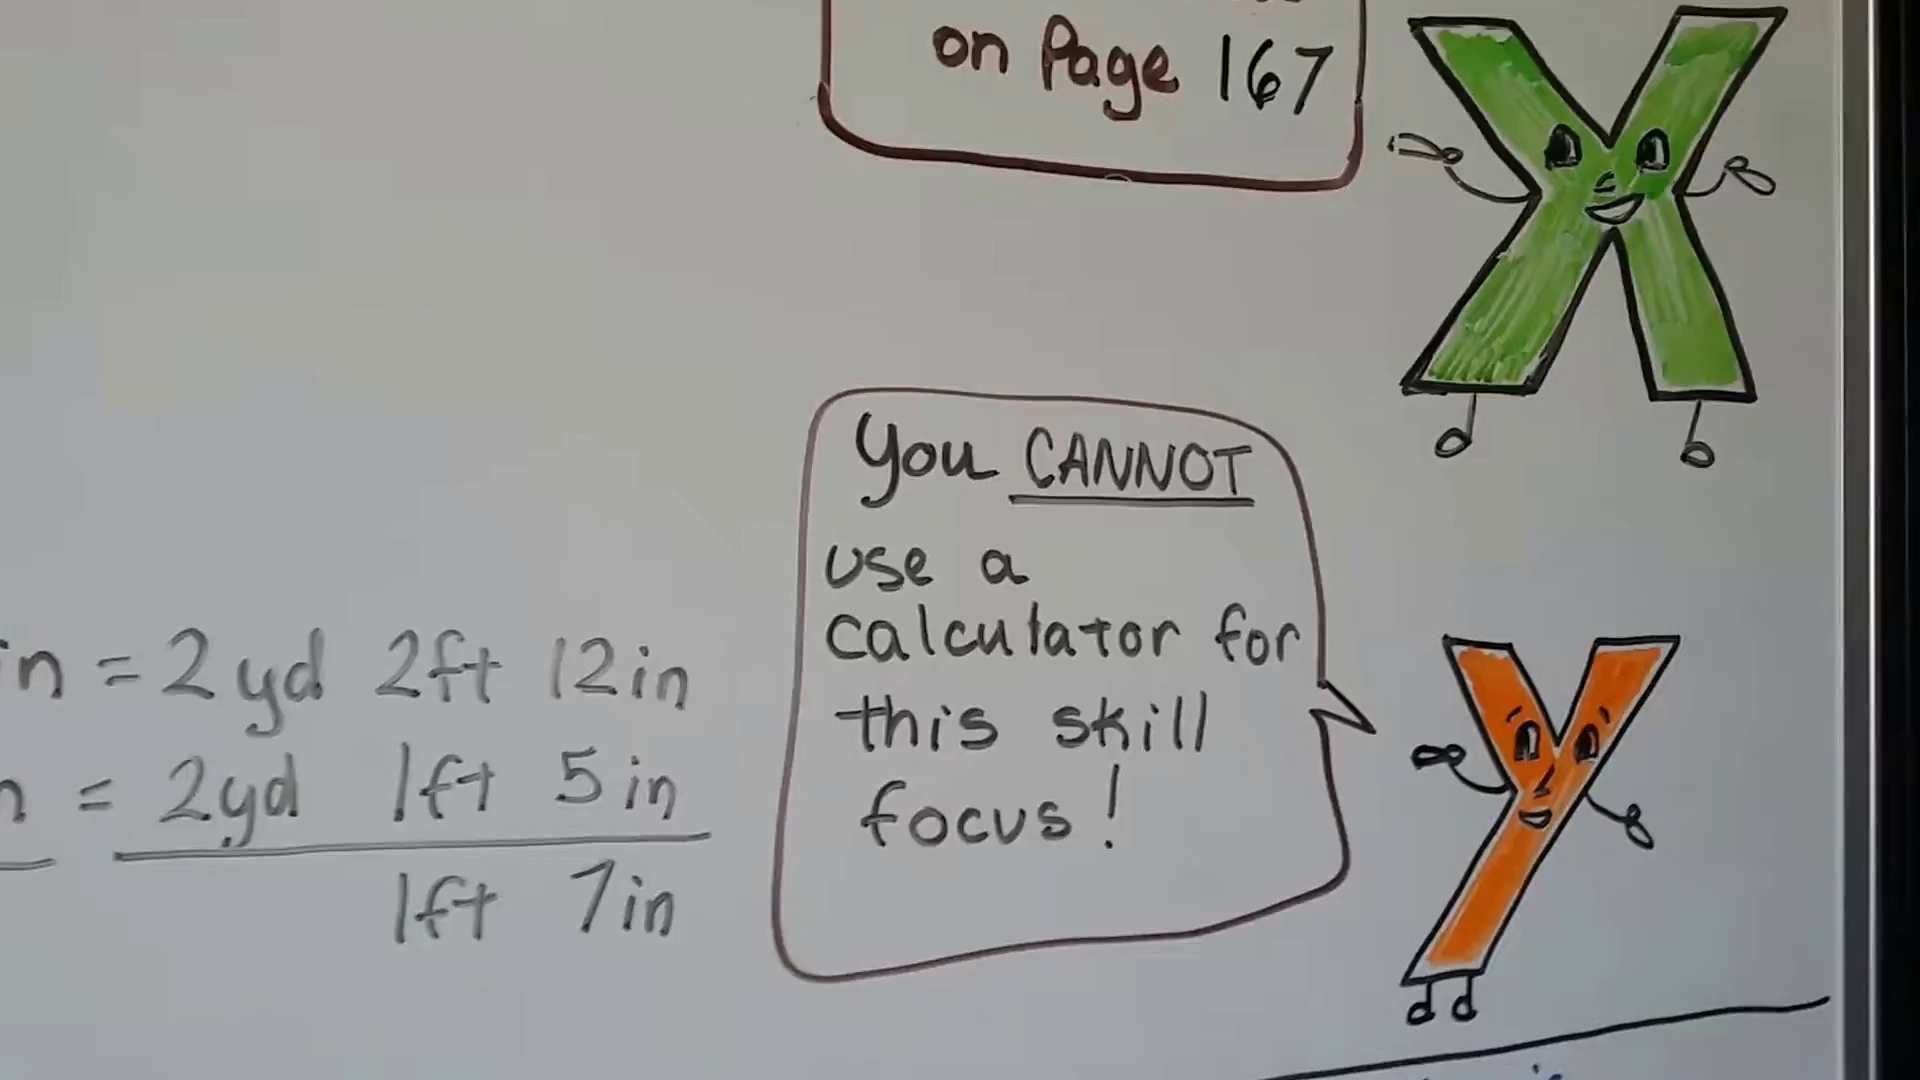 on Page 167
You CANNOT
use a
calculator for
this skill
focus!
in = 2yd 2ft 12in
= 2yd 1ft 5in
1ft 7in